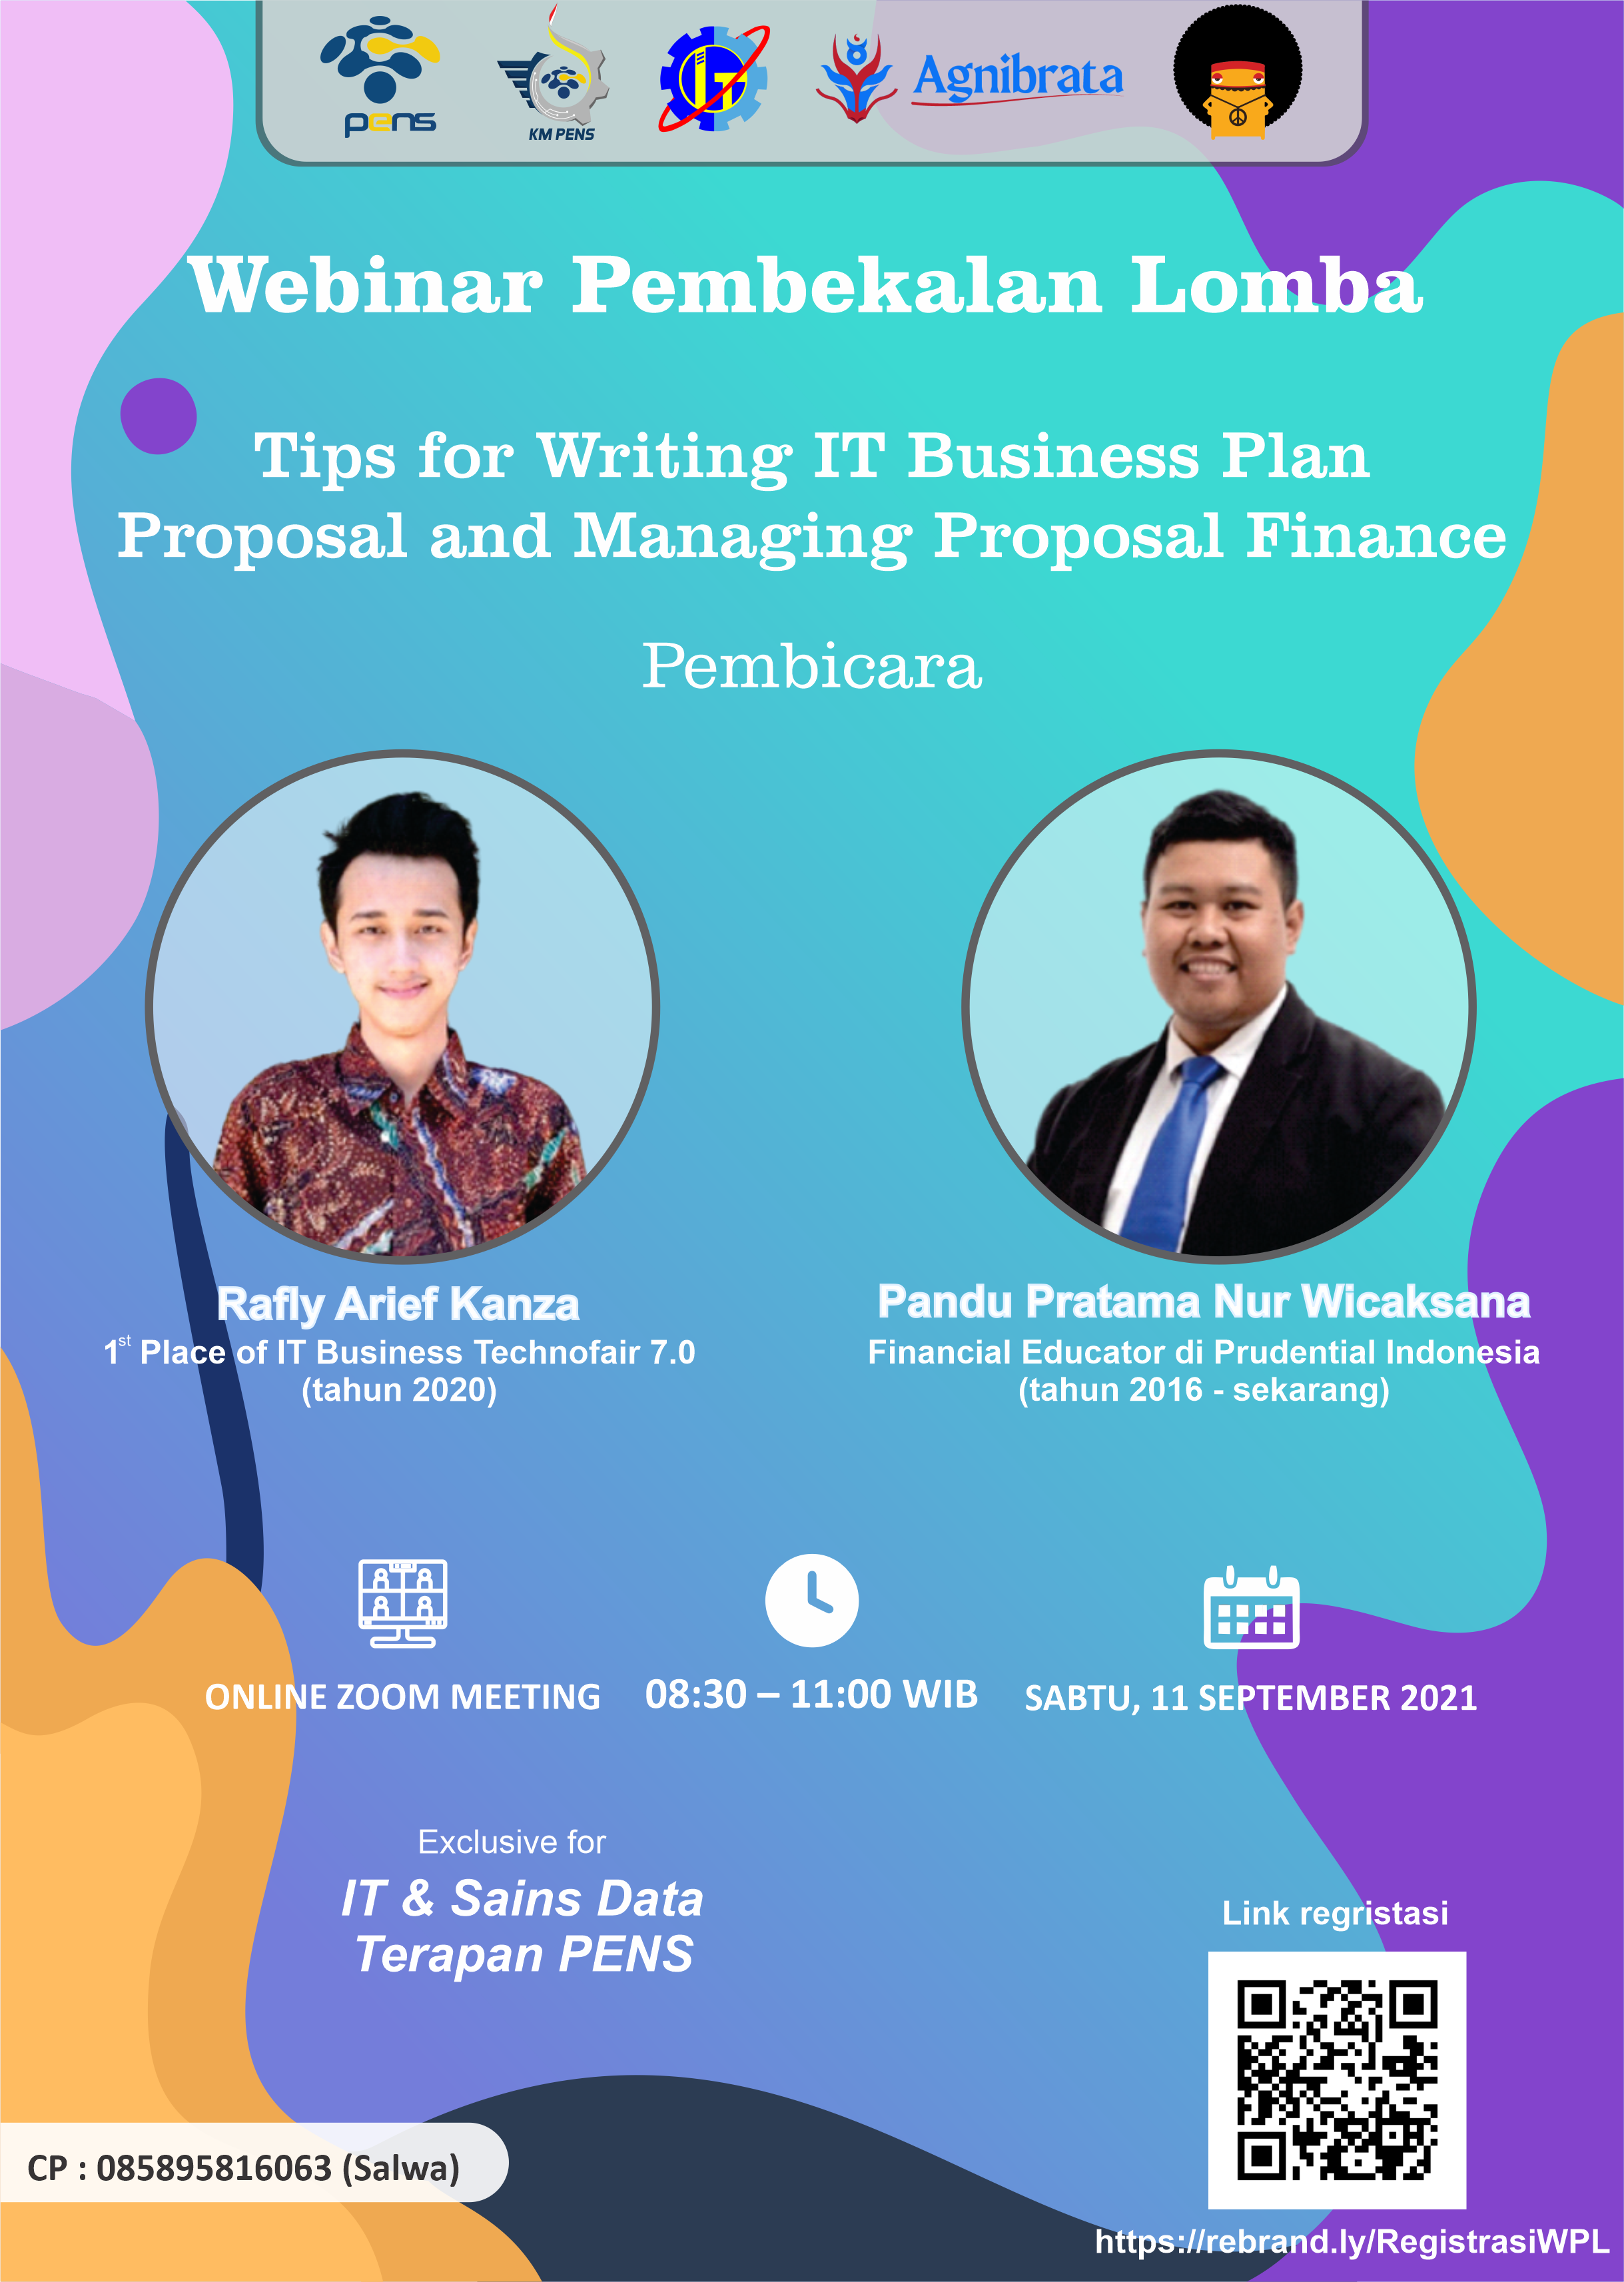 pens
KM PENS
IT
Agnibrata
Webinar Pembekalan Lomba
Tips for Writing IT Business Plan
Proposal and Managing Proposal Finance
Pembicara
Rafly Arief Kanza
1st Place of IT Business Technofair 7.0
(tahun 2020)
Pandu Pratama Nur Wicaksana
Financial Educator di Prudential Indonesia
(tahun 2016 - sekarang)
ONLINE ZOOM MEETING
08:30 – 11:00 WIB
SABTU, 11 SEPTEMBER 2021
Exclusive for
IT & Sains Data
Terapan PENS
Link regristasi
CP : 085895816063 (Salwa)
https://rebrand.ly/RegistrasiWPL